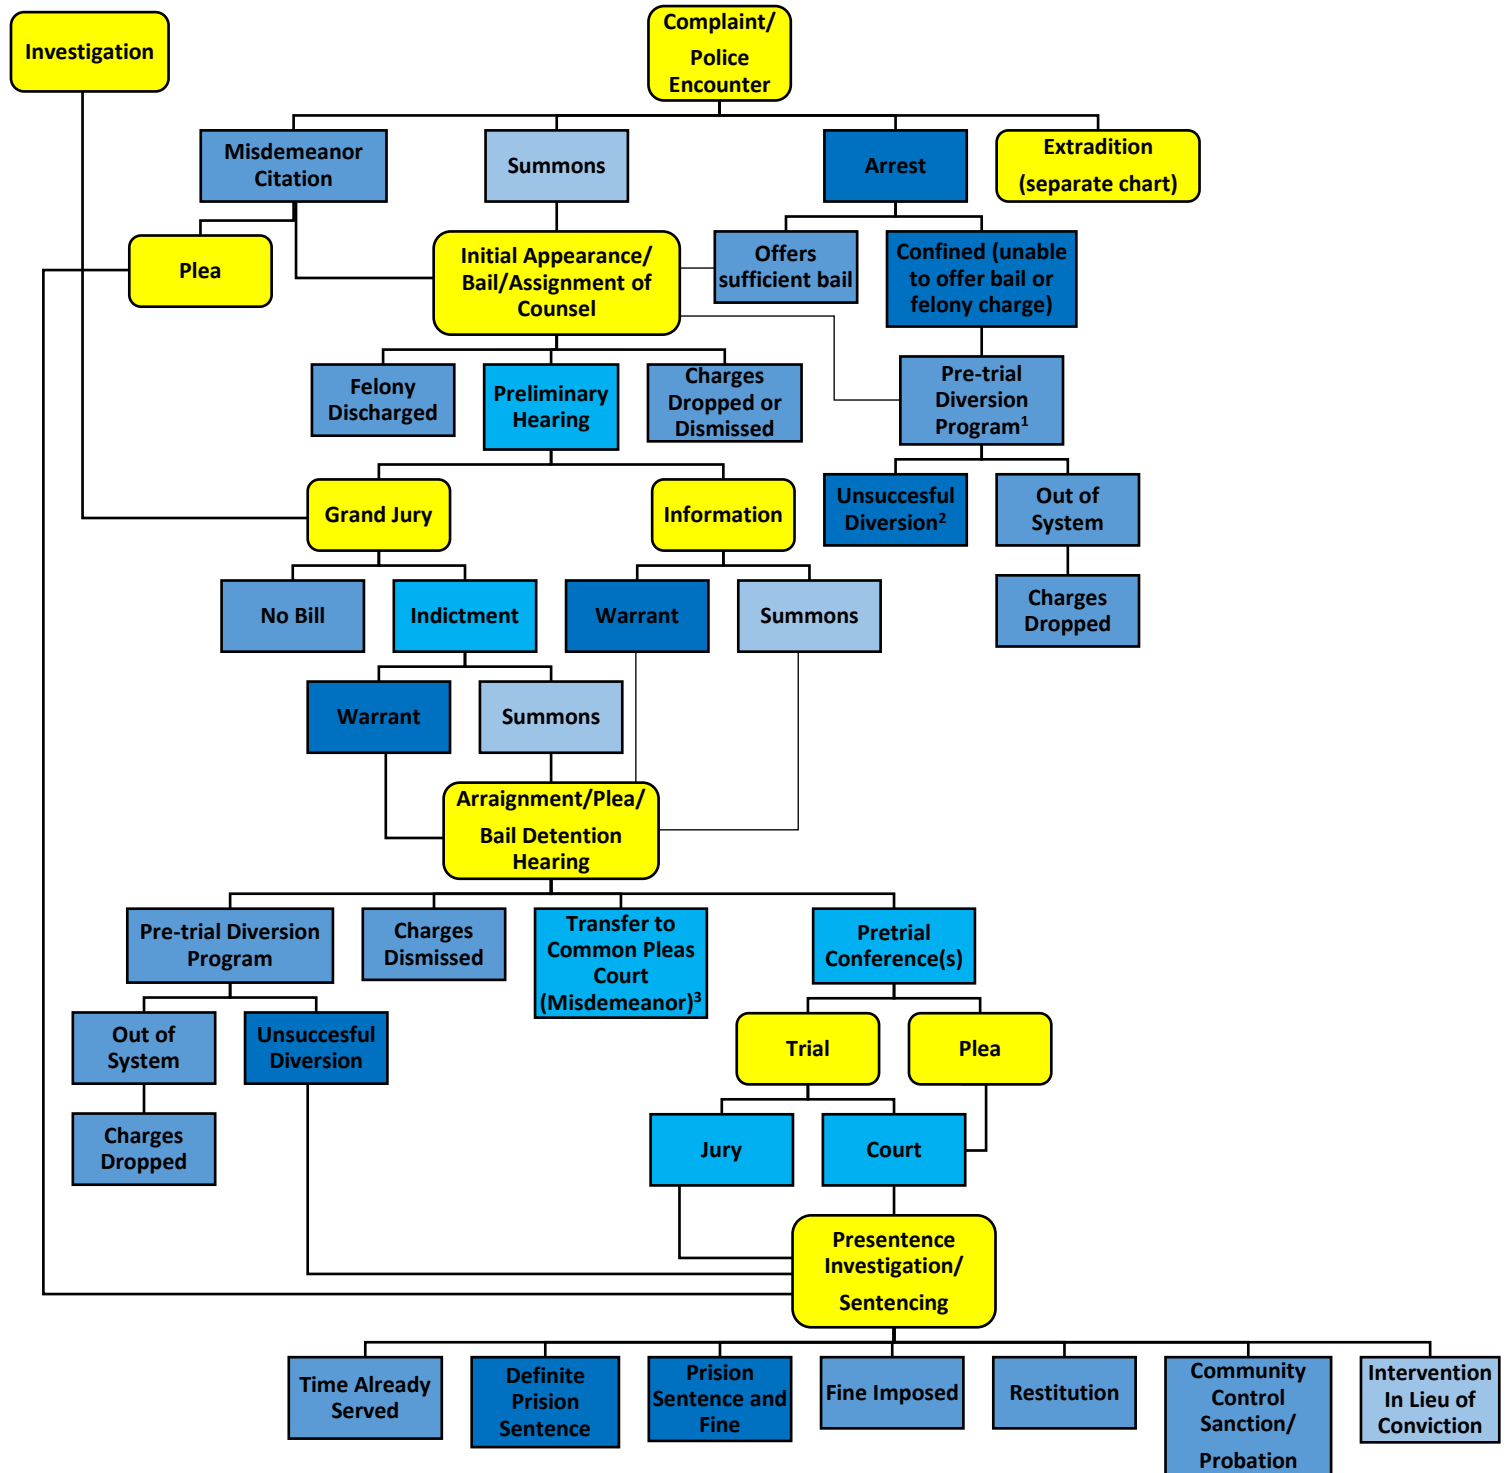 Investigation
Complaint/
Police
Encounter
Misdemeanor
Citation
Summons
Arrest
Extradition
(separate chart)
Plea
Initial Appearance/
Bail/Assignment of
Counsel
Offers
sufficient bail
Confined (unable
to offer bail or
felony charge)
Felony
Discharged
Preliminary
Hearing
Charges
Dropped or
Dismissed
Pre-trial
Diversion
Program¹
Grand Jury
Information
Unsuccesful
Diversion²
Out of
System
No Bill
Indictment
Warrant
Summons
Charges
Dropped
Warrant
Summons
Arraignment/Plea/
Bail Detention
Hearing
Pre-trial Diversion
Program
Charges
Dismissed
Transfer to
Common Pleas
Court
(Misdemeanor)³
Pretrial
Conference(s)
Out of
System
Unsuccesful
Diversion
Trial
Plea
Charges
Dropped
Jury
Court
Presentence
Investigation/
Sentencing
Time Already
Served
Definite
Prision
Sentence
Prision
Sentence and
Fine
Fine Imposed
Restitution
Community
Control
Sanction/
Probation
Intervention
In Lieu of
Conviction